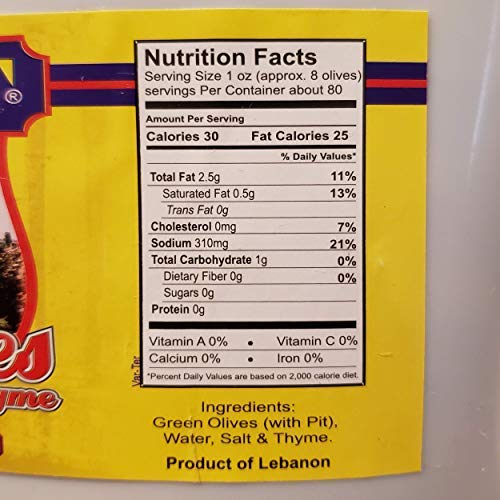 ®
Nutrition Facts
Serving Size 1 oz (approx. 8 olives)
servings Per Container about 80
Amount Per Serving
Calories 30 Fat Calories 25
% Daily Values*
Total Fat 2.5g 11%
Saturated Fat 0.5g 13%
Trans Fat 0g
Cholesterol 0mg 7%
Sodium 310mg 21%
Total Carbohydrate 1g 0%
Dietary Fiber 0g 0%
Sugars 0g
Protein 0g
Vitamin A 0% • Vitamin C 0%
Calcium 0% • Iron 0%
*Percent Daily Values are based on 2,000 calorie diet.
Var-Ter
es
yme
Ingredients:
Green Olives (with Pit),
Water, Salt & Thyme.
Product of Lebanon